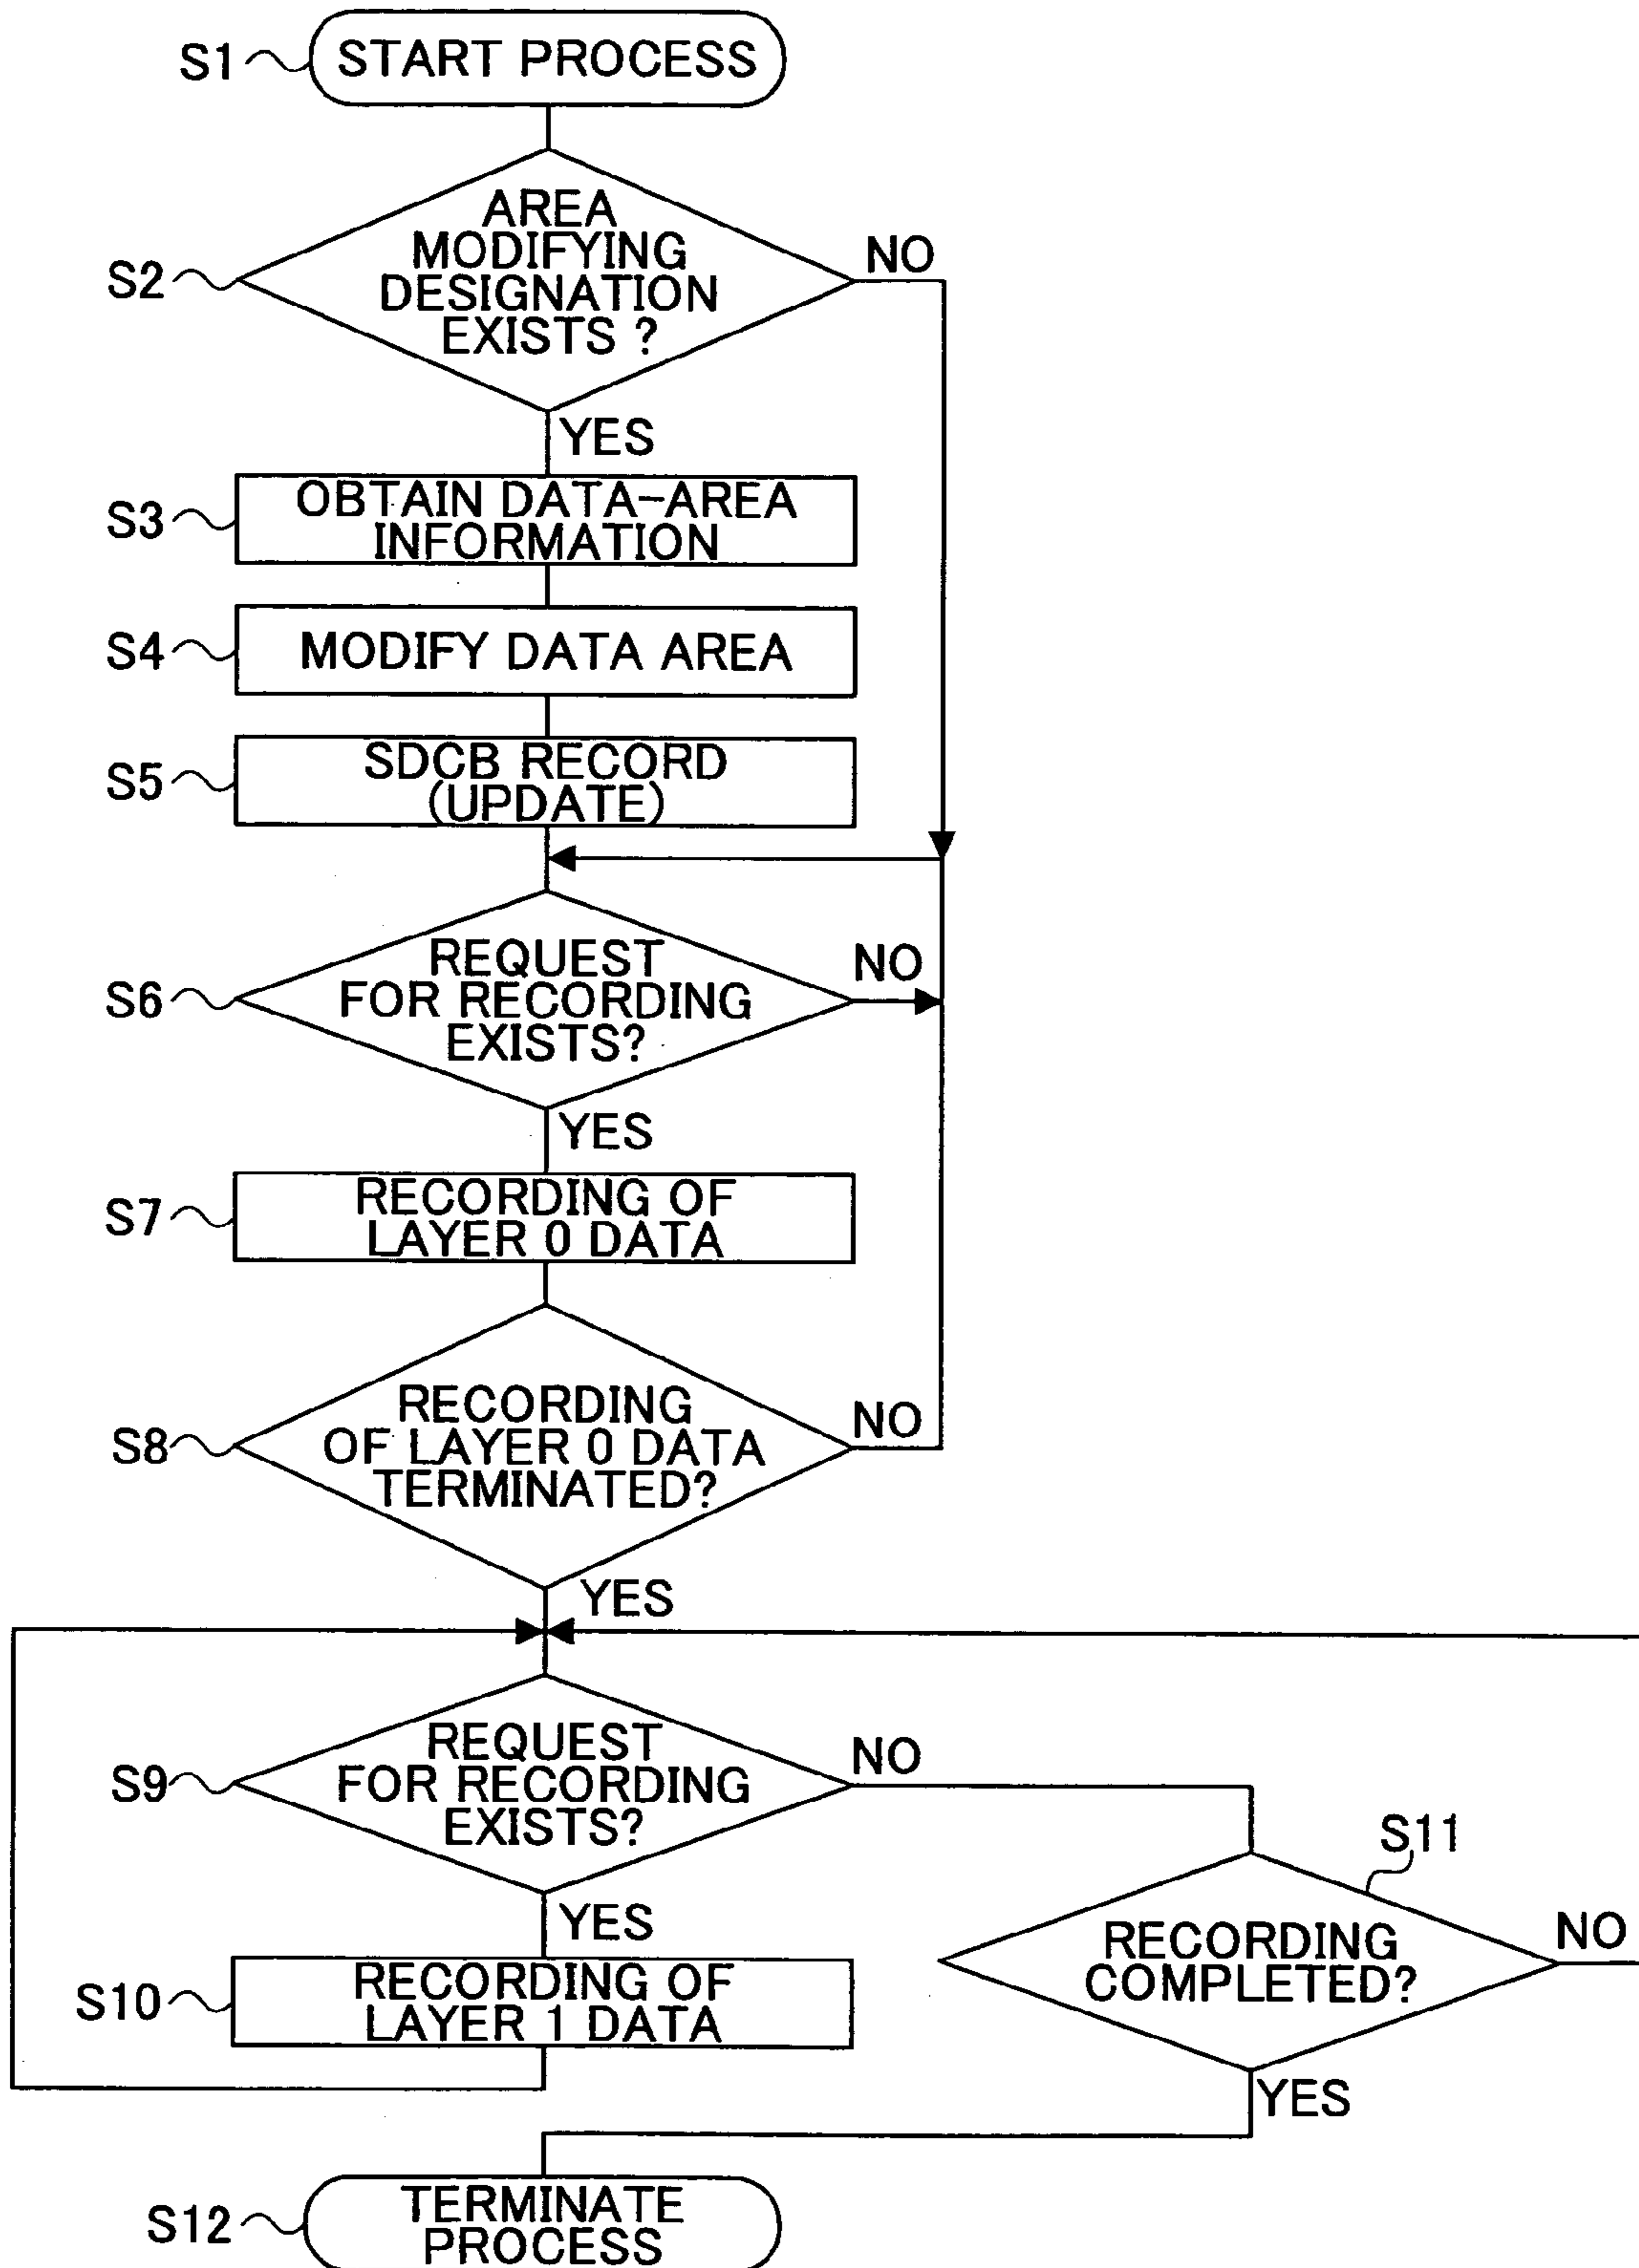 S1
START PROCESS
S2
AREA
MODIFYING
DESIGNATION
EXISTS ?
NO
YES
S3
OBTAIN DATA-AREA
INFORMATION
S4
MODIFY DATA AREA
S5
SDCB RECORD
(UPDATE)
S6
REQUEST
FOR RECORDING
EXISTS?
NO
YES
S7
RECORDING OF
LAYER 0 DATA
S8
RECORDING
OF LAYER 0 DATA
TERMINATED?
NO
YES
S9
REQUEST
FOR RECORDING
EXISTS?
NO
YES
S10
RECORDING OF
LAYER 1 DATA
S11
RECORDING
COMPLETED?
NO
YES
S12
TERMINATE
PROCESS